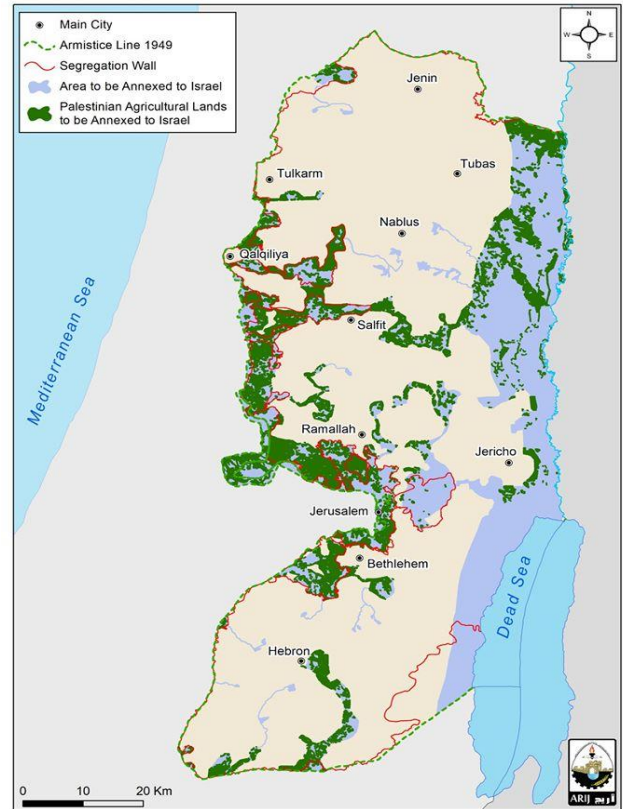 Main City
Armistice Line 1949
Segregation Wall
Area to be Annexed to Israel
Palestinian Agricultural Lands
to be Annexed to Israel
N
W E
S
Jenin
Tulkarm
Tubas
Nablus
Qalqiliya
Salfit
Mediterranean Sea
Ramallah
Jericho
Jerusalem
Bethlehem
Dead Sea
Hebron
0 10 20 Km
ARIJ أريج